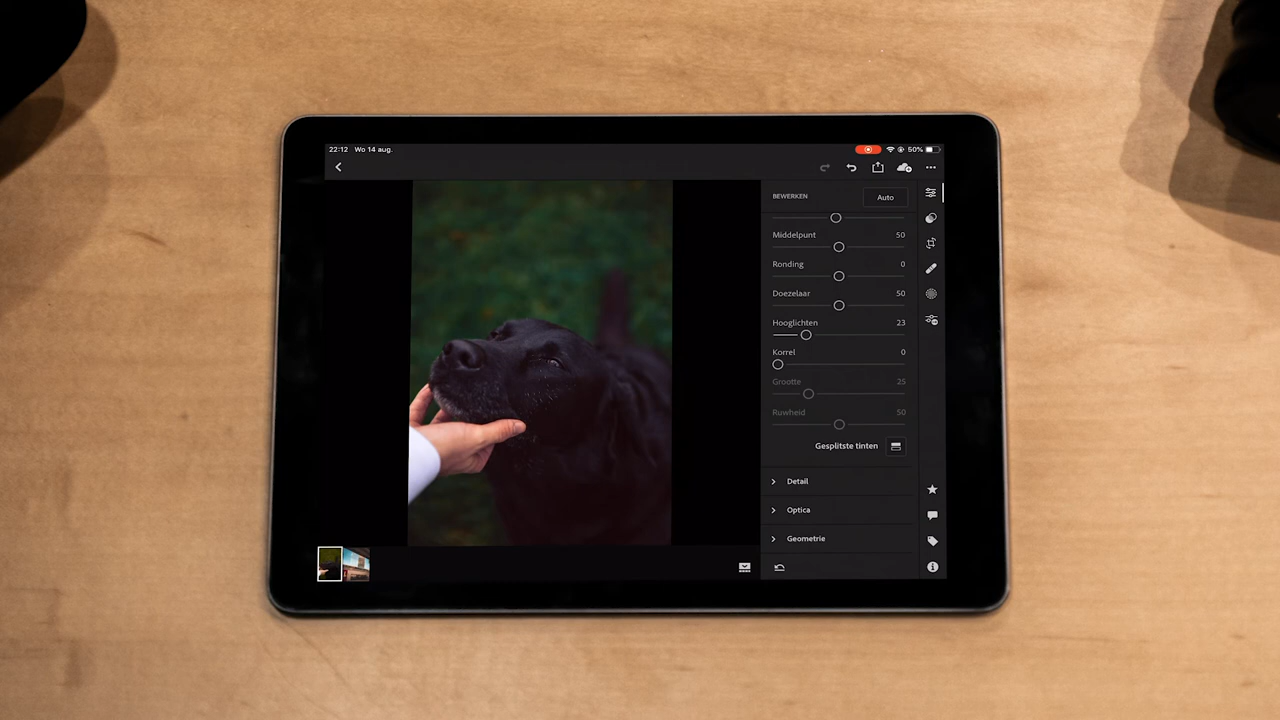 22:12 Wo 14 aug. 50%
BEWERKEN Auto
Middelpunt 50
Ronding 0
Doezelaar 50
Hooglichten 23
Korrel 0
Grootte 25
Ruwheid 50
Gesplitste tinten
Detail
Optica
Geometrie